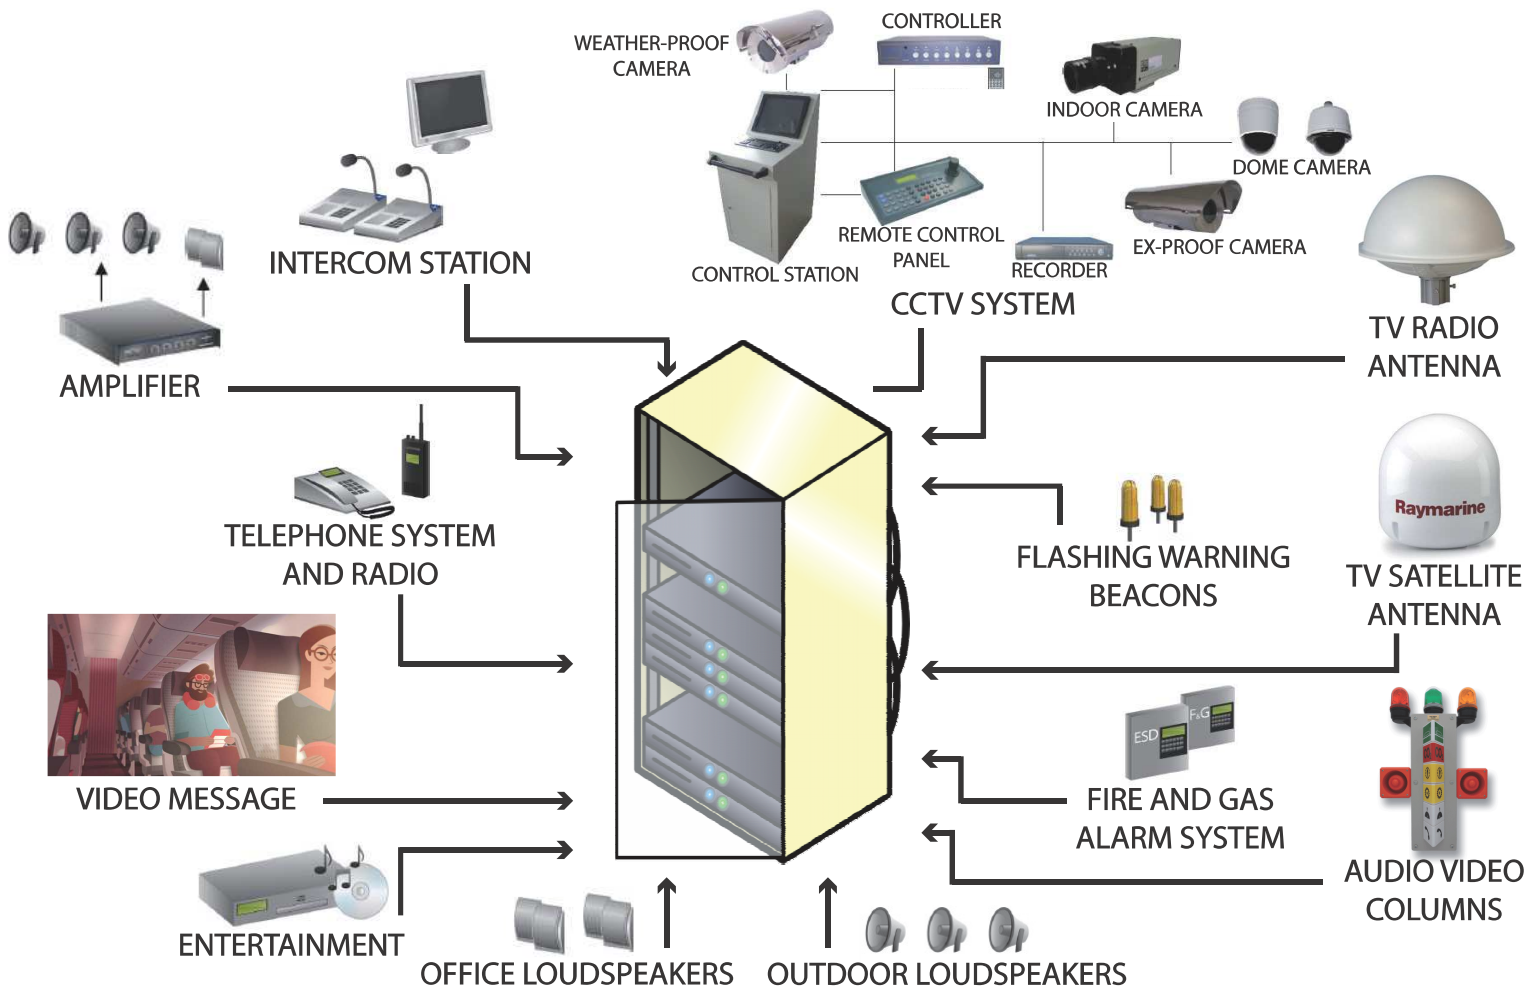 CONTROLLER
WEATHER-PROOF
CAMERA
INDOOR CAMERA
DOME CAMERA
REMOTE CONTROL
PANEL
EX-PROOF CAMERA
CONTROL STATION
RECORDER
CCTV SYSTEM
INTERCOM STATION
TV RADIO
ANTENNA
AMPLIFIER
Raymarine
TELEPHONE SYSTEM
AND RADIO
FLASHING WARNING
BEACONS
TV SATELLITE
ANTENNA
ESD
F&G
VIDEO MESSAGE
FIRE AND GAS
ALARM SYSTEM
AUDIO VIDEO
COLUMNS
ENTERTAINMENT
OFFICE LOUDSPEAKERS
OUTDOOR LOUDSPEAKERS